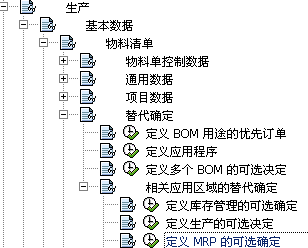 生产
基本数据
物料清单
物料单控制数据
通用数据
项目数据
替代确定
定义 BOM 用途的优先订单
定义应用程序
定义多个 BOM 的可选决定
相关应用区域的替代确定
定义库存管理的可选确定
定义生产的可选决定
定义 MRP 的可选确定